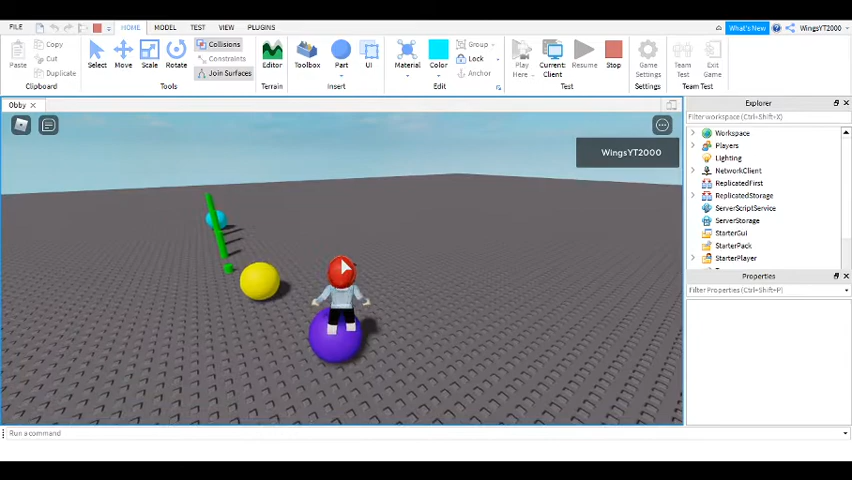 FILE HOME MODEL TEST VIEW PLUGINS What's New WingsYT2000
Paste Copy Cut Duplicate Select Move Scale Rotate Collisions Constraints Join Surfaces Editor Toolbox Part UI Material Color Group Lock Anchor Play Here Current: Client Resume Stop Game Settings Team Test Exit Game
Clipboard Tools Terrain Insert Edit Test Settings Team Test
Obby
Explorer
Filter workspace (Ctrl+Shift+X)
Workspace
Players
Lighting
NetworkClient
ReplicatedFirst
ReplicatedStorage
ServerScriptService
ServerStorage
StarterGui
StarterPack
StarterPlayer
WingsYT2000
Properties
Filter Properties (Ctrl+Shift+P)
Run a command